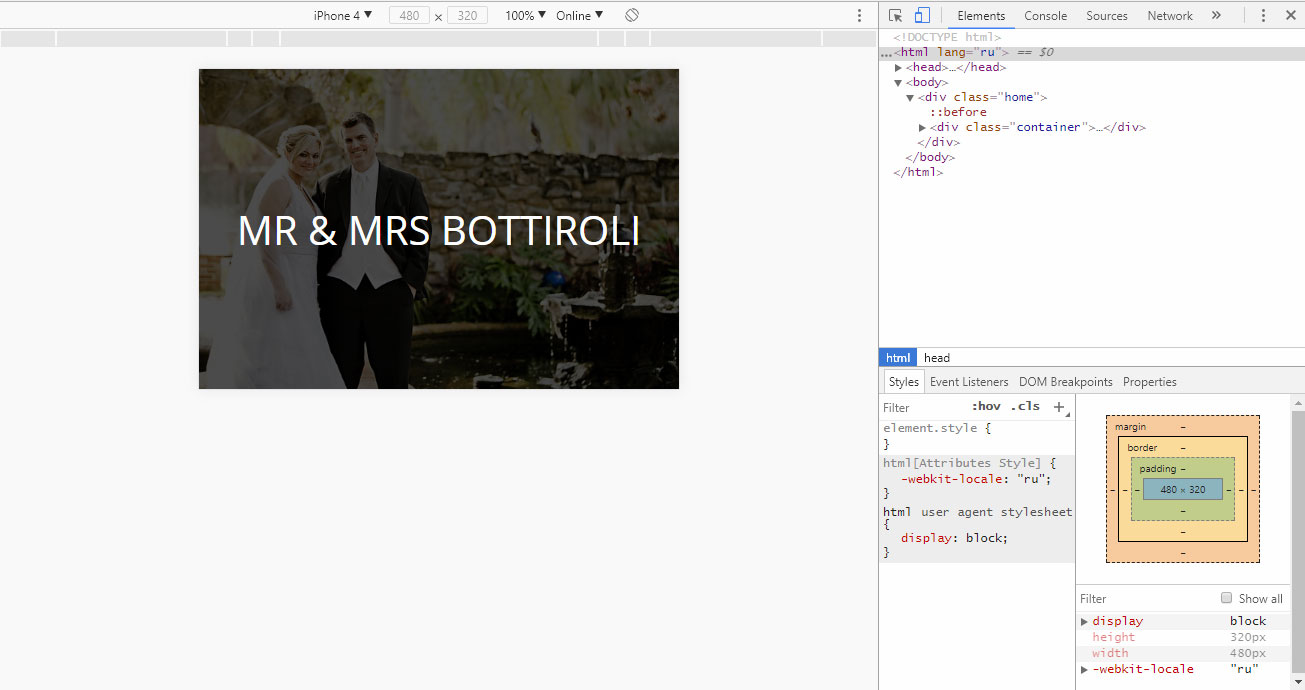 iPhone 4 ▼ 480 × 320 100% ▼ Online ▼
Elements Console Sources Network »
<!DOCTYPE html>
...<html lang="ru"> == $0
▶<head>…</head>
▼<body>
▼<div class="home">
::before
▶<div class="container">…</div>
</div>
</body>
</html>
MR & MRS BOTTIROLI
html head
Styles Event Listeners DOM Breakpoints Properties
Filter :hov .cls +
element.style {
}
html[Attributes Style] {
-webkit-locale: "ru";
}
html user agent stylesheet
{
display: block;
}
margin –
border –
padding –
– – – 480 × 320 – – –
–
–
–
Filter Show all
▶ display block
height 320px
width 480px
▶ -webkit-locale "ru"